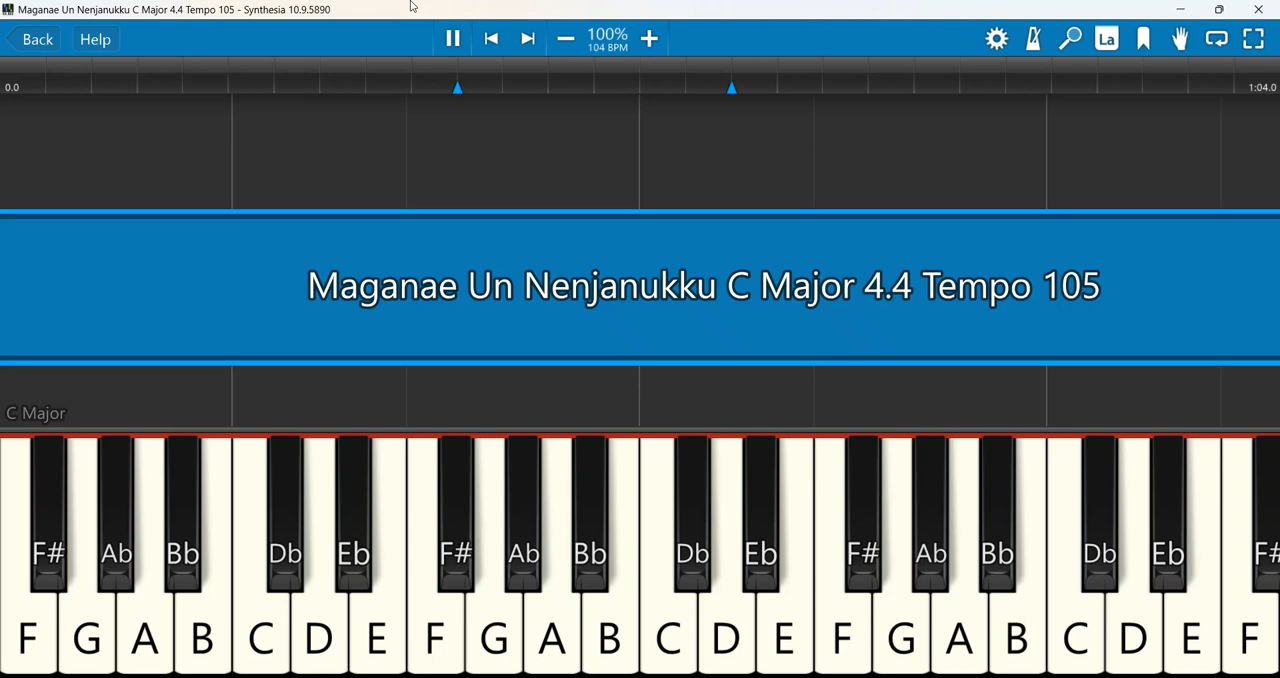 Maganae Un Nenjanukku C Major 4.4 Tempo 105 - Synthesia 10.9.5890
Back Help 100% La
104 BPM
0.0 1:04.0
Maganae Un Nenjanukku C Major 4.4 Tempo 105
C Major
F# Ab Bb Db Eb F# Ab Bb Db Eb F# Ab Bb Db Eb F#
F G A B C D E F G A B C D E F G A B C D E F